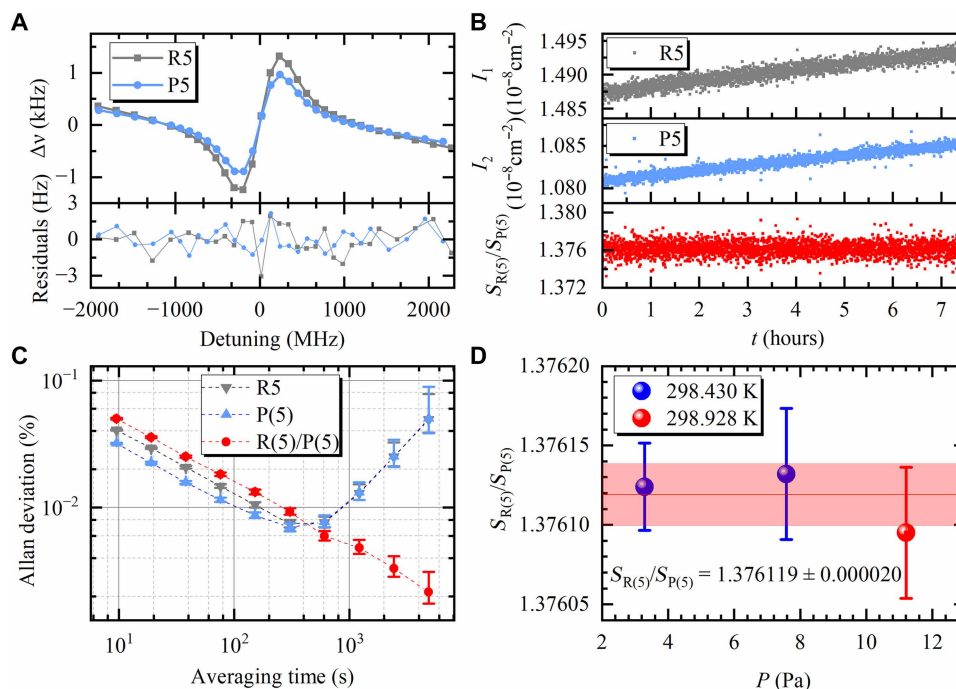 A
R5
P5
Δν (kHz)
1
0
−1
Residuals (Hz)
3
0
−3
−2000 −1000 0 1000 2000
Detuning (MHz)
B
R5
I1 (10-8cm-2)
1.495
1.490
1.485
P5
I2 (10-8cm-2)
1.085
1.080
SR(5)/SP(5)
1.380
1.376
1.372
0 1 2 3 4 5 6 7
t (hours)
C
R5
P(5)
R(5)/P(5)
Allan deviation (%)
10-1
10-2
101 102 103
Averaging time (s)
D
298.430 K
298.928 K
SR(5)/SP(5)
1.37620
1.37615
1.37610
1.37605
SR(5)/SP(5) = 1.376119 ± 0.000020
2 4 6 8 10 12
P (Pa)